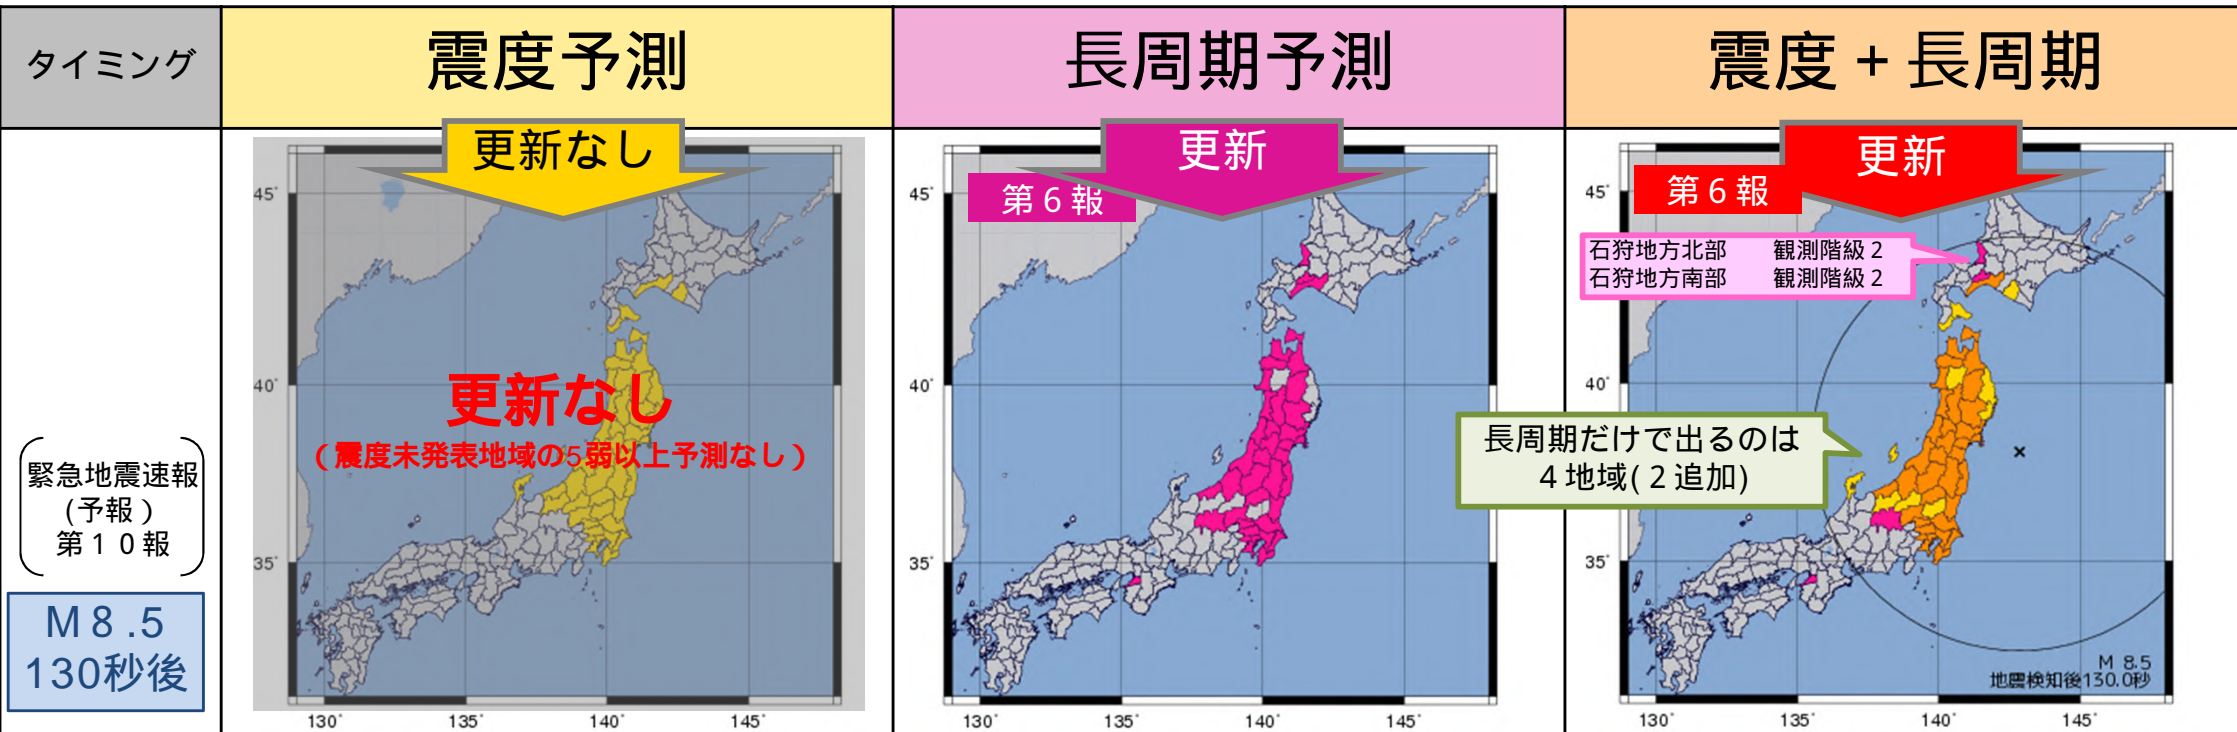 タイミング
震度予測
長周期予測
震度+長周期
緊急地震速報
(予報)
第10報
M8.5
130秒後
更新なし
45°
40°
35°
130°
135°
140°
145°
更新なし
(震度未発表地域の5弱以上予測なし)
更新
第6報
45°
40°
35°
130°
135°
140°
145°
更新
第6報
石狩地方北部 観測階級2
石狩地方南部 観測階級2
長周期だけで出るのは
4地域(2追加)
45°
40°
35°
130°
135°
140°
145°
M 8.5
地震検知後130.0秒